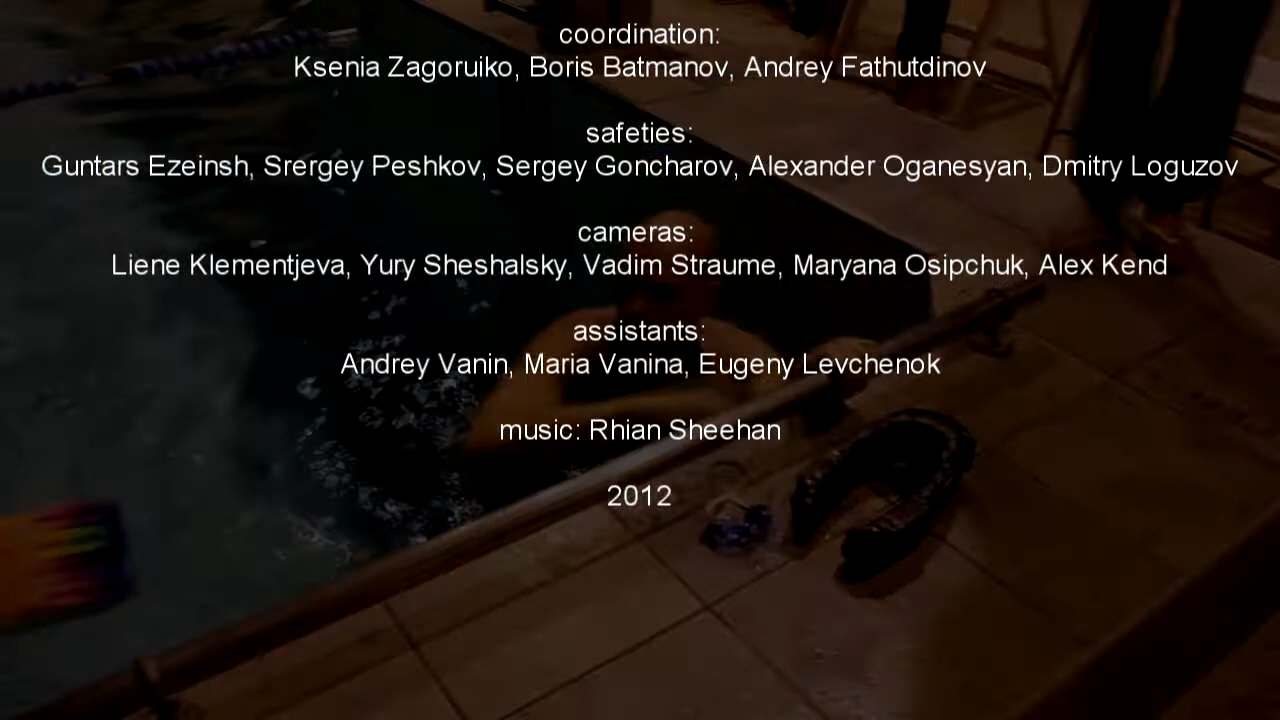 coordination:
Ksenia Zagoruiko, Boris Batmanov, Andrey Fathutdinov
safeties:
Guntars Ezeinsh, Srergey Peshkov, Sergey Goncharov, Alexander Oganesyan, Dmitry Loguzov
cameras:
Liene Klementjeva, Yury Sheshalsky, Vadim Straume, Maryana Osipchuk, Alex Kend
assistants:
Andrey Vanin, Maria Vanina, Eugeny Levchenok
music: Rhian Sheehan
2012